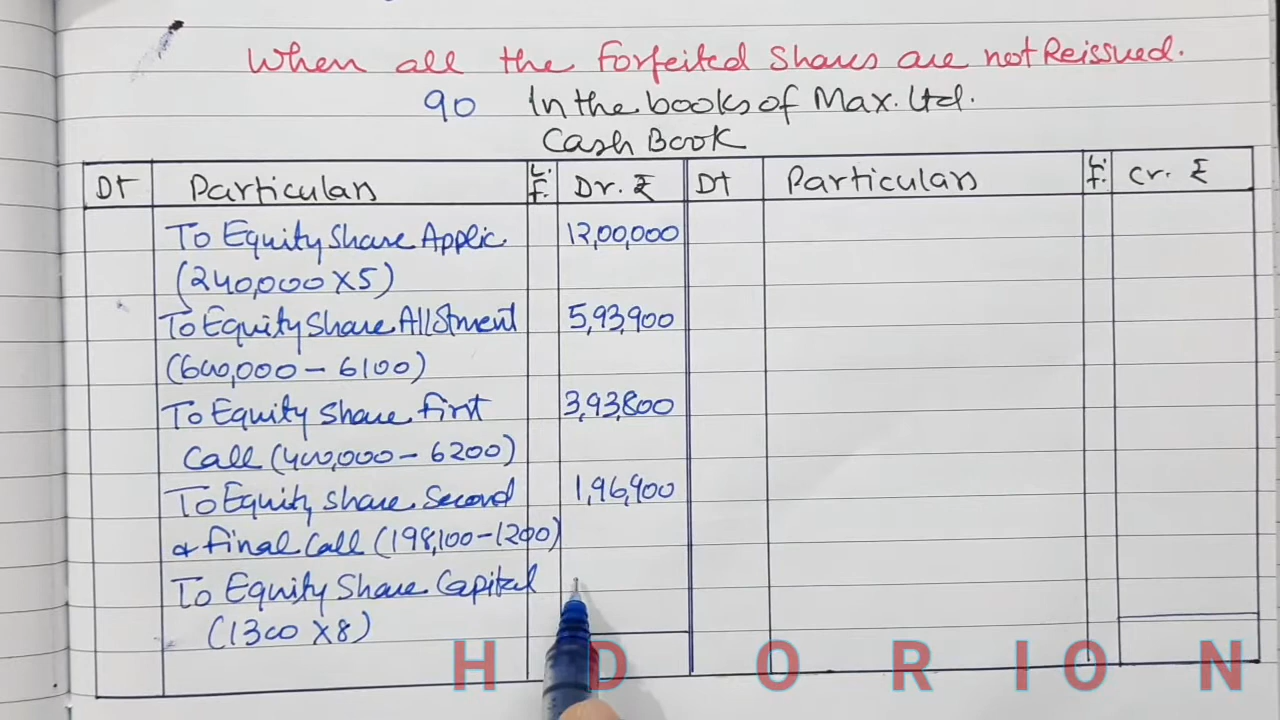 When all the Forfeited Shares are not Reissued.
90 In the books of Max. Ltd.
Cash Book
Dt Particulars L.F. Dr. ₹ Dt Particulars L.F. Cr. ₹
To Equity Share Applic. 12,00,000
(240,000 X 5)
To Equity Share Allotment 5,93,900
(600,000 - 6100)
To Equity Share First 3,93,800
Call (400,000 - 6200)
To Equity Share Second 1,96,900
& final Call (198,100 - 1200)
To Equity Share Capital
(1300 X 8)
H D O R I O N